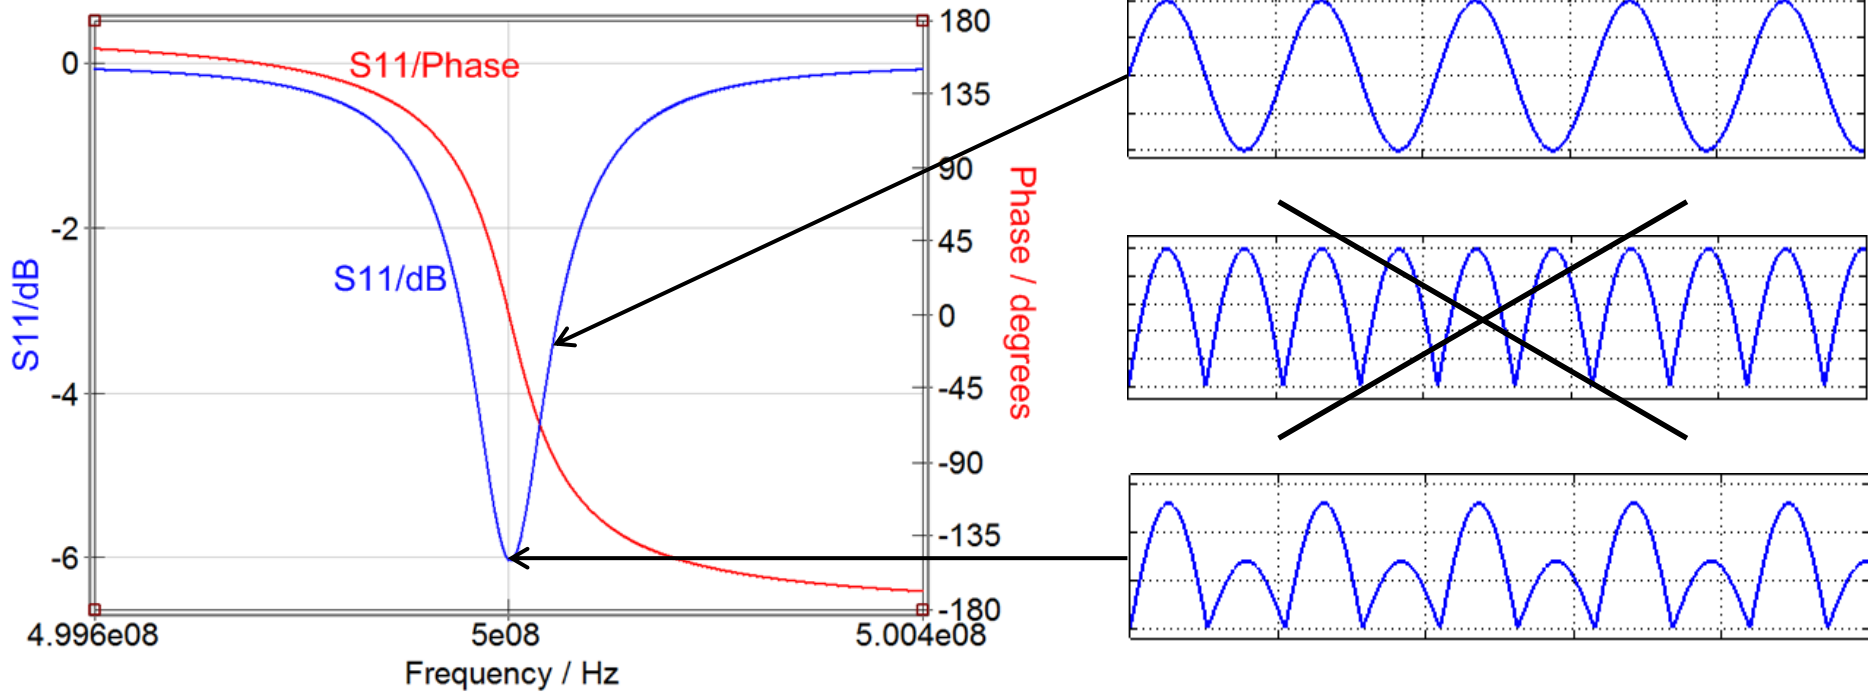 S11/Phase
S11/dB
S11/dB
0
-2
-4
-6
180
135
90
45
0
-45
-90
-135
-180
Phase / degrees
4.996e08
5e08
5.004e08
Frequency / Hz